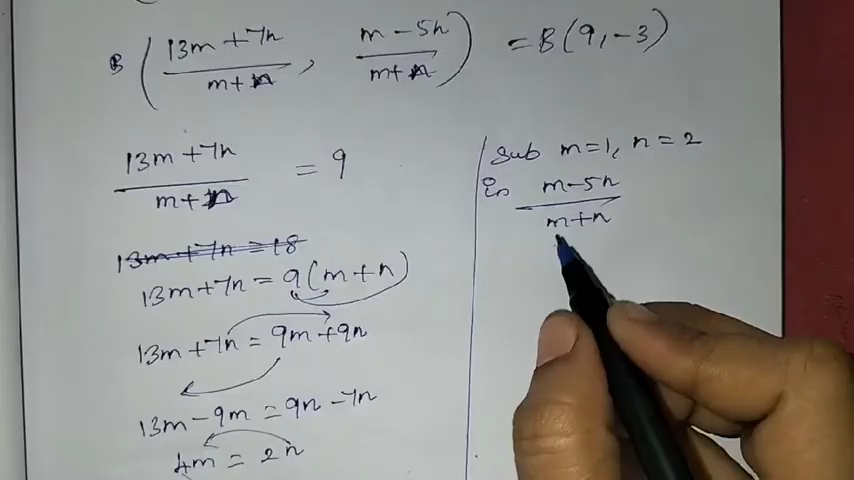 B ( 13m+7n / m+n , m-5n / m+n ) = B(9,-3)
13m+7n / m+n = 9
13m+7n = 18
13m+7n = 9(m+n)
13m+7n = 9m+9n
13m-9m = 9n-7n
4m = 2n
Sub m=1, n=2
in m-5n / m+n